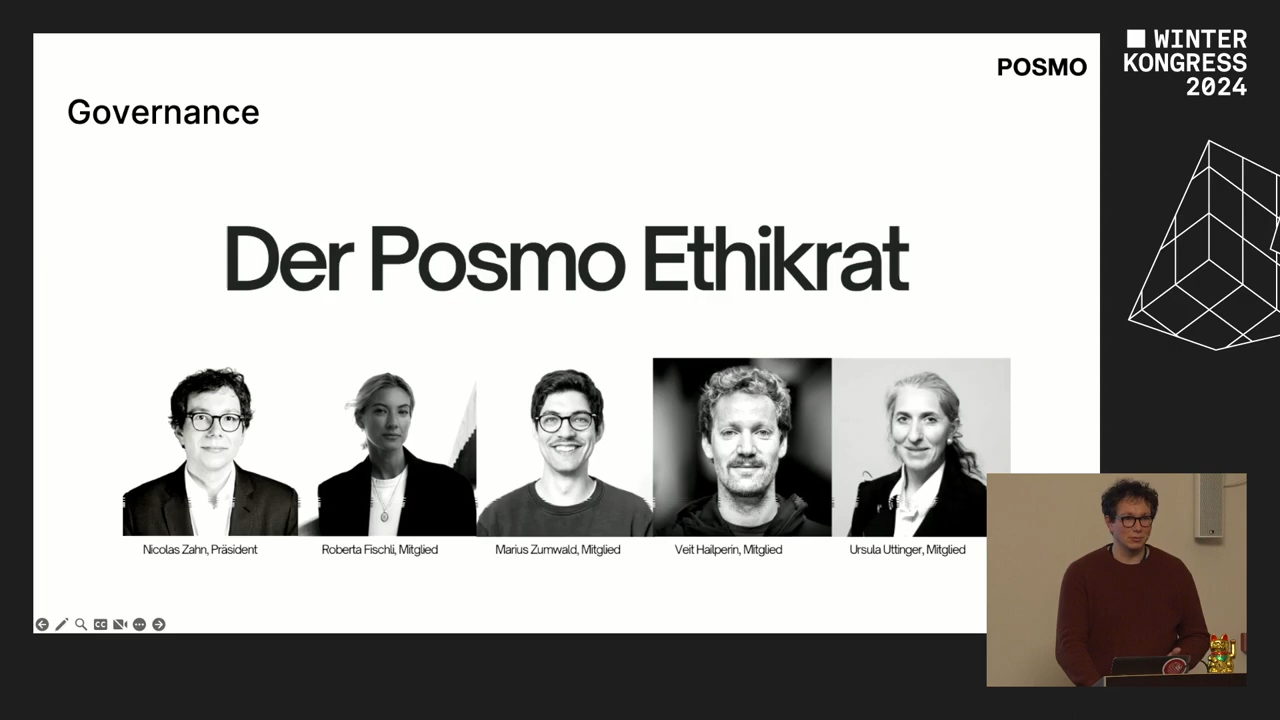 WINTER
KONGRESS
2024
POSMO
Governance
Der Posmo Ethikrat
Nicolas Zahn, Präsident
Roberta Fischli, Mitglied
Marius Zumwald, Mitglied
Veit Hailperin, Mitglied
Ursula Uttinger, Mitglied
CC